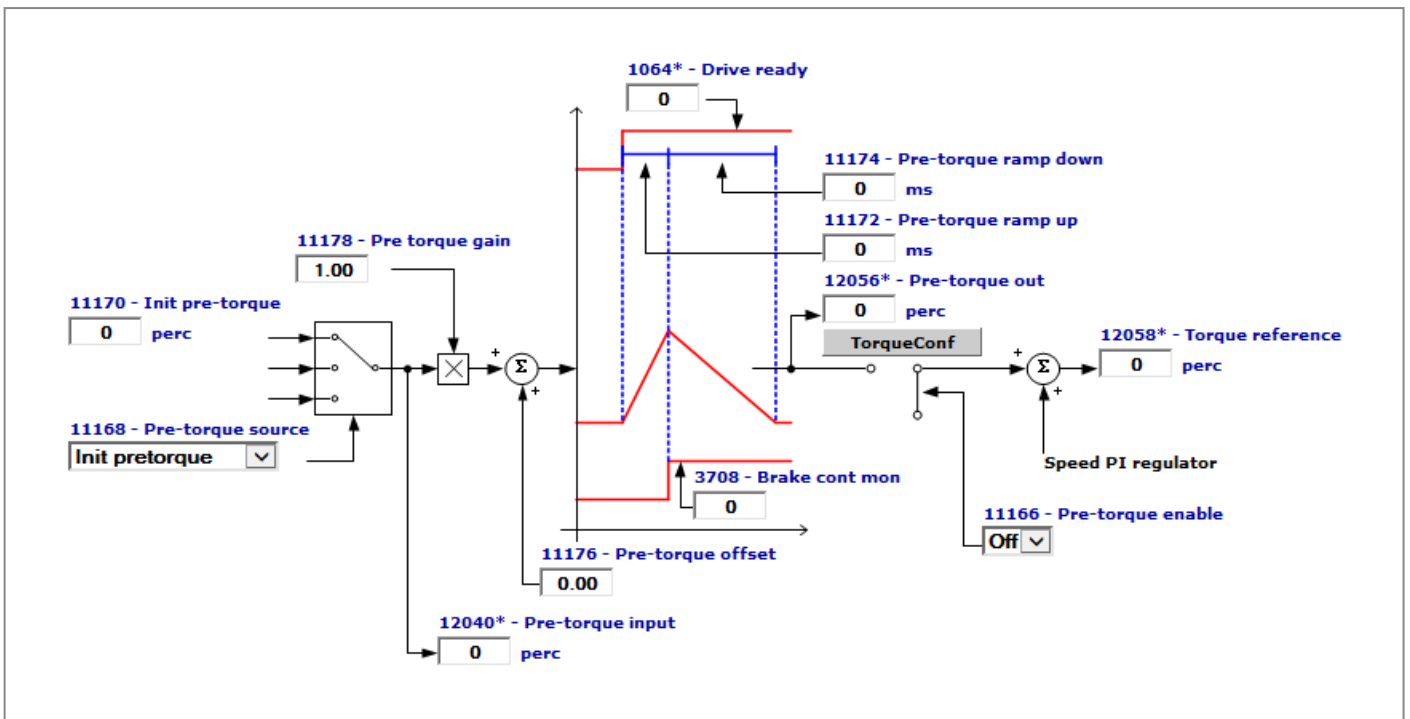 1064* - Drive ready
0
11174 - Pre-torque ramp down
0 ms
11172 - Pre-torque ramp up
0 ms
11178 - Pre torque gain
1.00
12056* - Pre-torque out
0 perc
11170 - Init pre-torque
0 perc
TorqueConf
12058* - Torque reference
0 perc
+
Σ
+
+
Σ
+
11168 - Pre-torque source
Init pretorque
Speed PI regulator
3708 - Brake cont mon
0
11166 - Pre-torque enable
Off
11176 - Pre-torque offset
0.00
12040* - Pre-torque input
0 perc